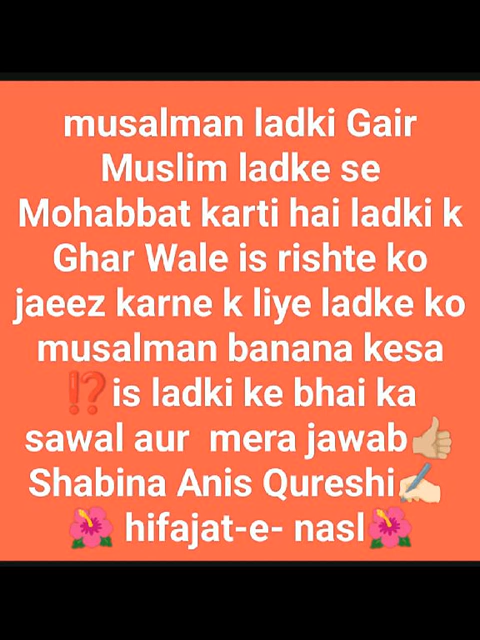 musalman ladki Gair
Muslim ladke se
Mohabbat karti hai ladki k
Ghar Wale is rishte ko
jaeez karne k liye ladke ko
musalman banana kesa
⁉️is ladki ke bhai ka
sawal aur mera jawab👍🏼
Shabina Anis Qureshi✍🏻
🌺 hifajat-e- nasl🌺